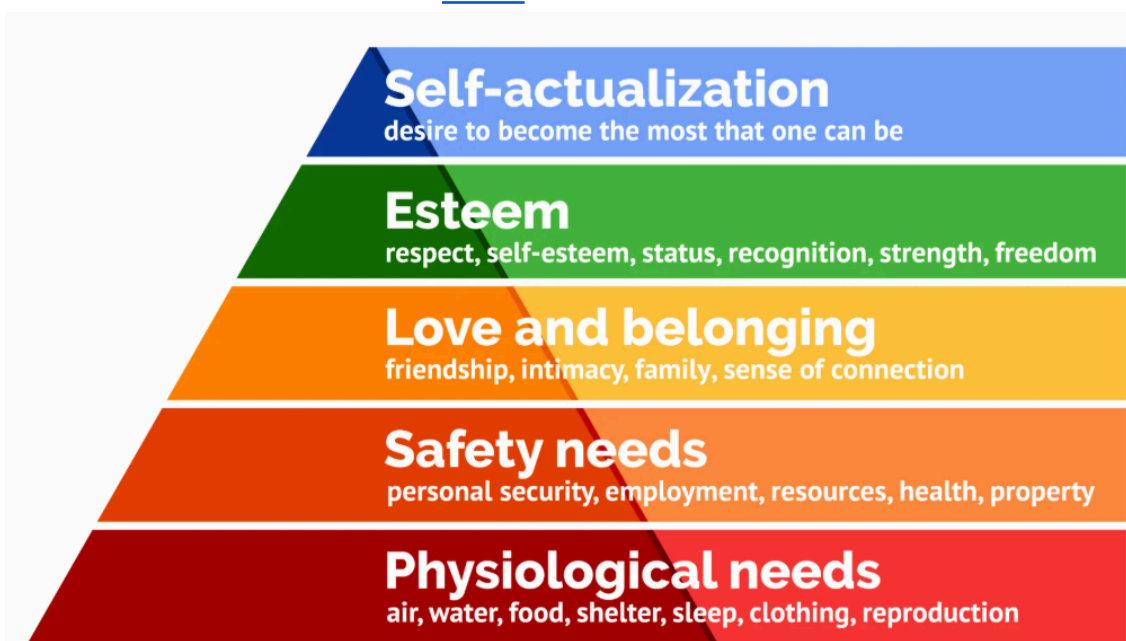 Self-actualization
desire to become the most that one can be
Esteem
respect, self-esteem, status, recognition, strength, freedom
Love and belonging
friendship, intimacy, family, sense of connection
Safety needs
personal security, employment, resources, health, property
Physiological needs
air, water, food, shelter, sleep, clothing, reproduction